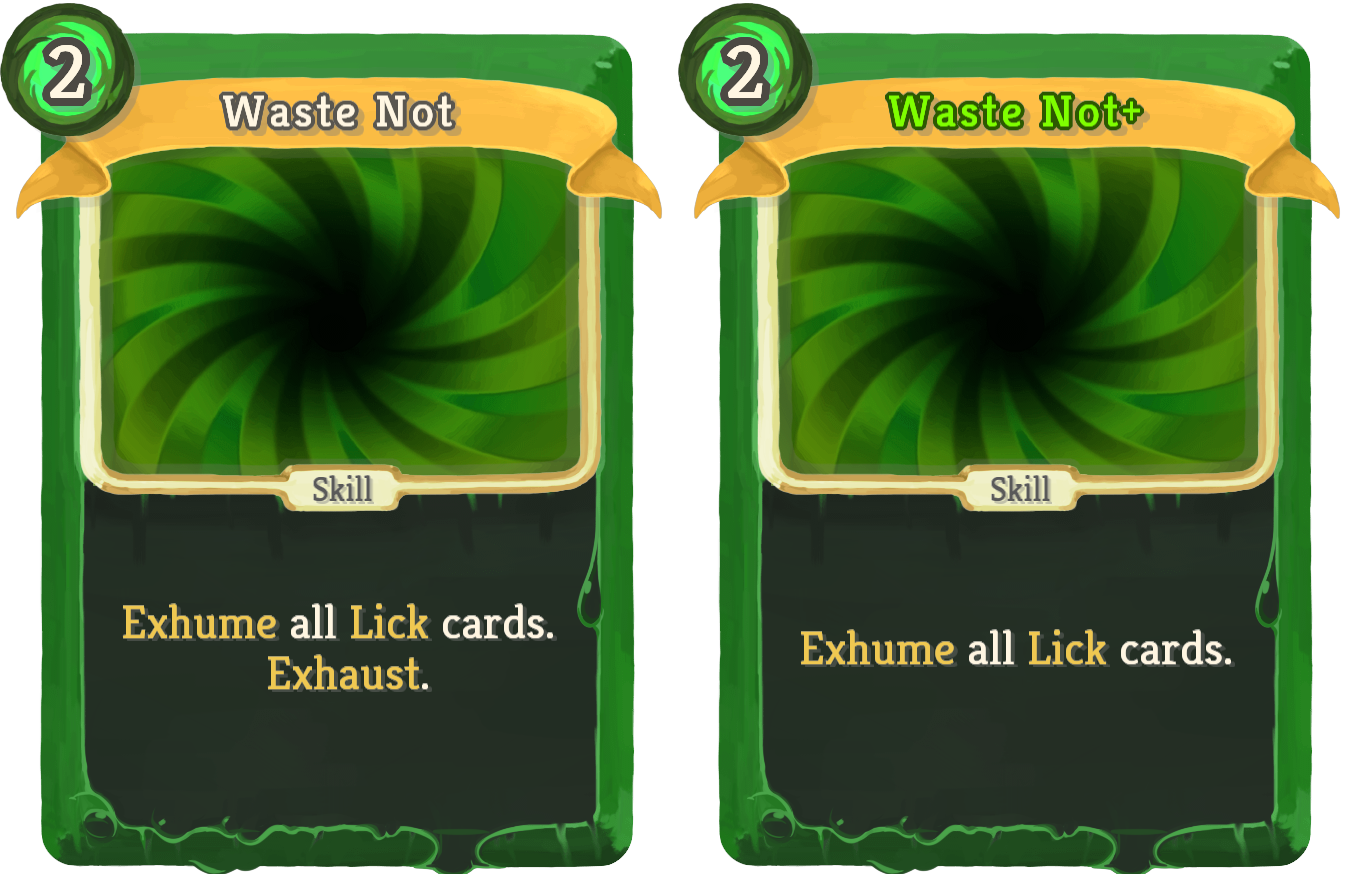 2
Waste Not
Skill
Exhume all Lick cards.
Exhaust.
2
Waste Not+
Skill
Exhume all Lick cards.